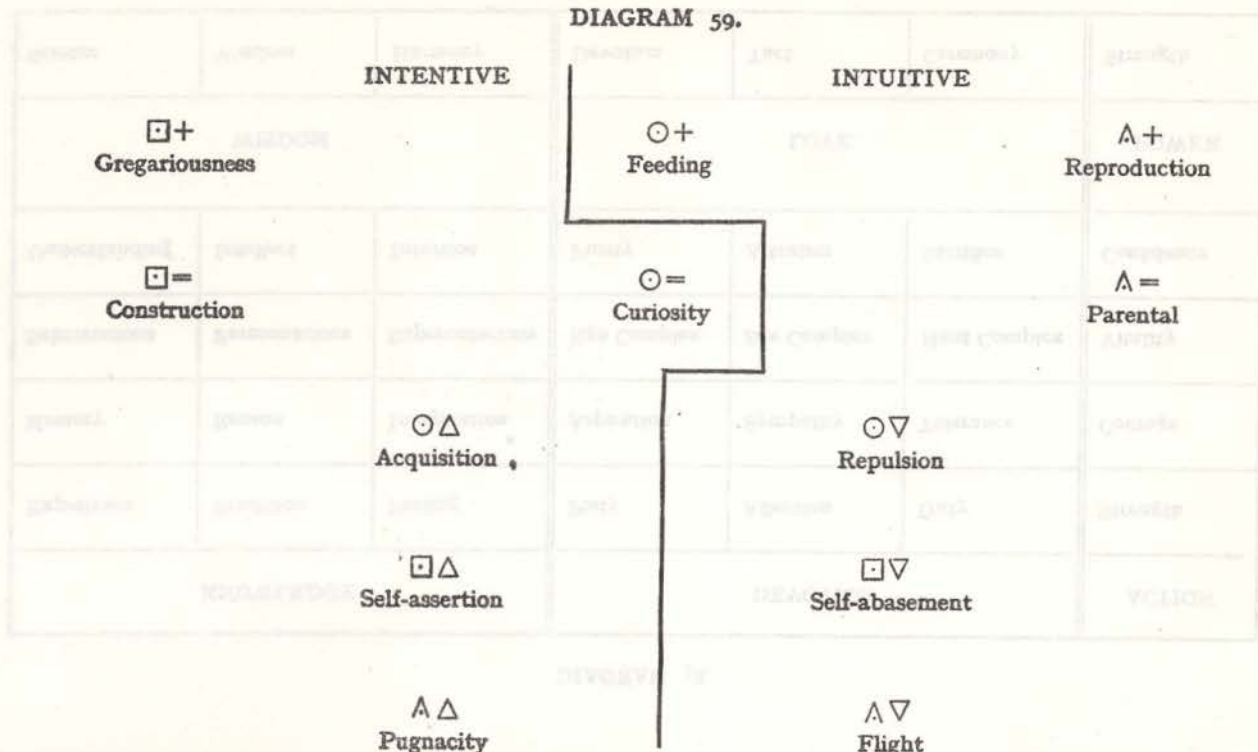 DIAGRAM 59.
INTENTIVE INTUITIVE
⊡+ ⊙+ ⩑+
Gregariousness Feeding Reproduction
⊡= ⊙= ⩑=
Construction Curiosity Parental
⊙△ ⊙▽
Acquisition Repulsion
⊡△ ⊡▽
Self-assertion Self-abasement
⩑△ ⩑▽
Pugnacity Flight